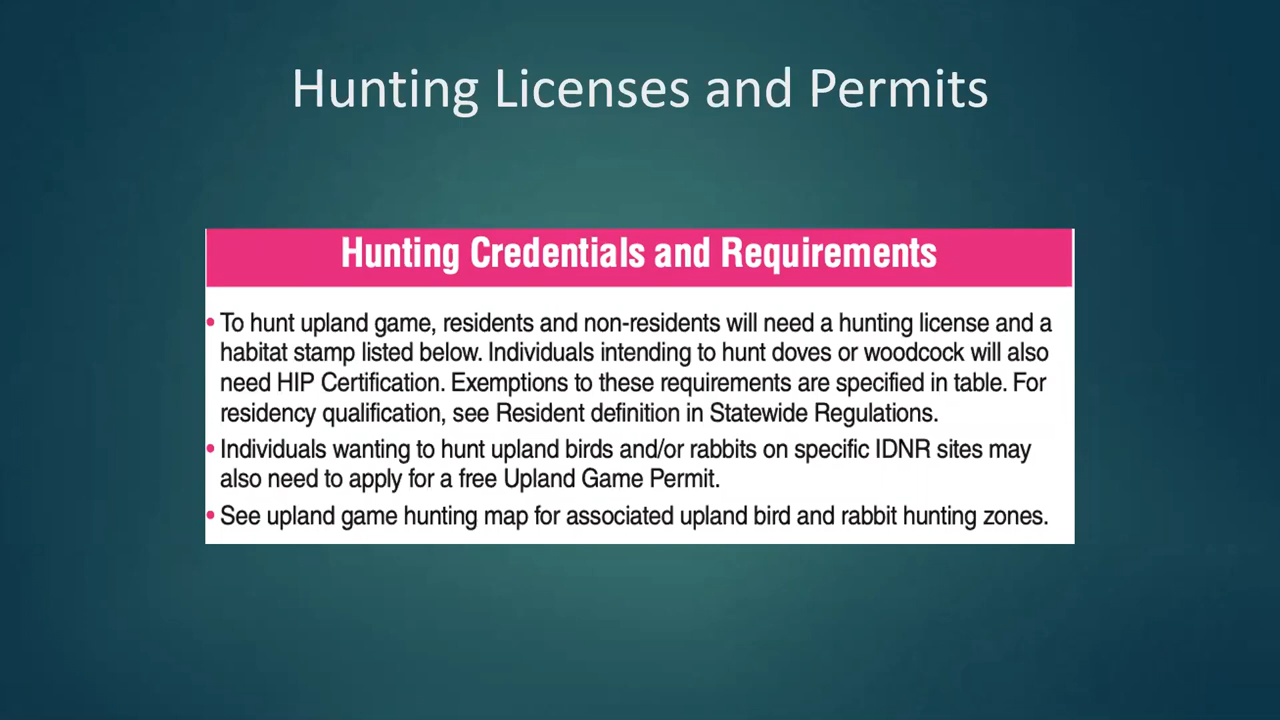 Hunting Licenses and Permits
Hunting Credentials and Requirements
• To hunt upland game, residents and non-residents will need a hunting license and a
habitat stamp listed below. Individuals intending to hunt doves or woodcock will also
need HIP Certification. Exemptions to these requirements are specified in table. For
residency qualification, see Resident definition in Statewide Regulations.
• Individuals wanting to hunt upland birds and/or rabbits on specific IDNR sites may
also need to apply for a free Upland Game Permit.
• See upland game hunting map for associated upland bird and rabbit hunting zones.